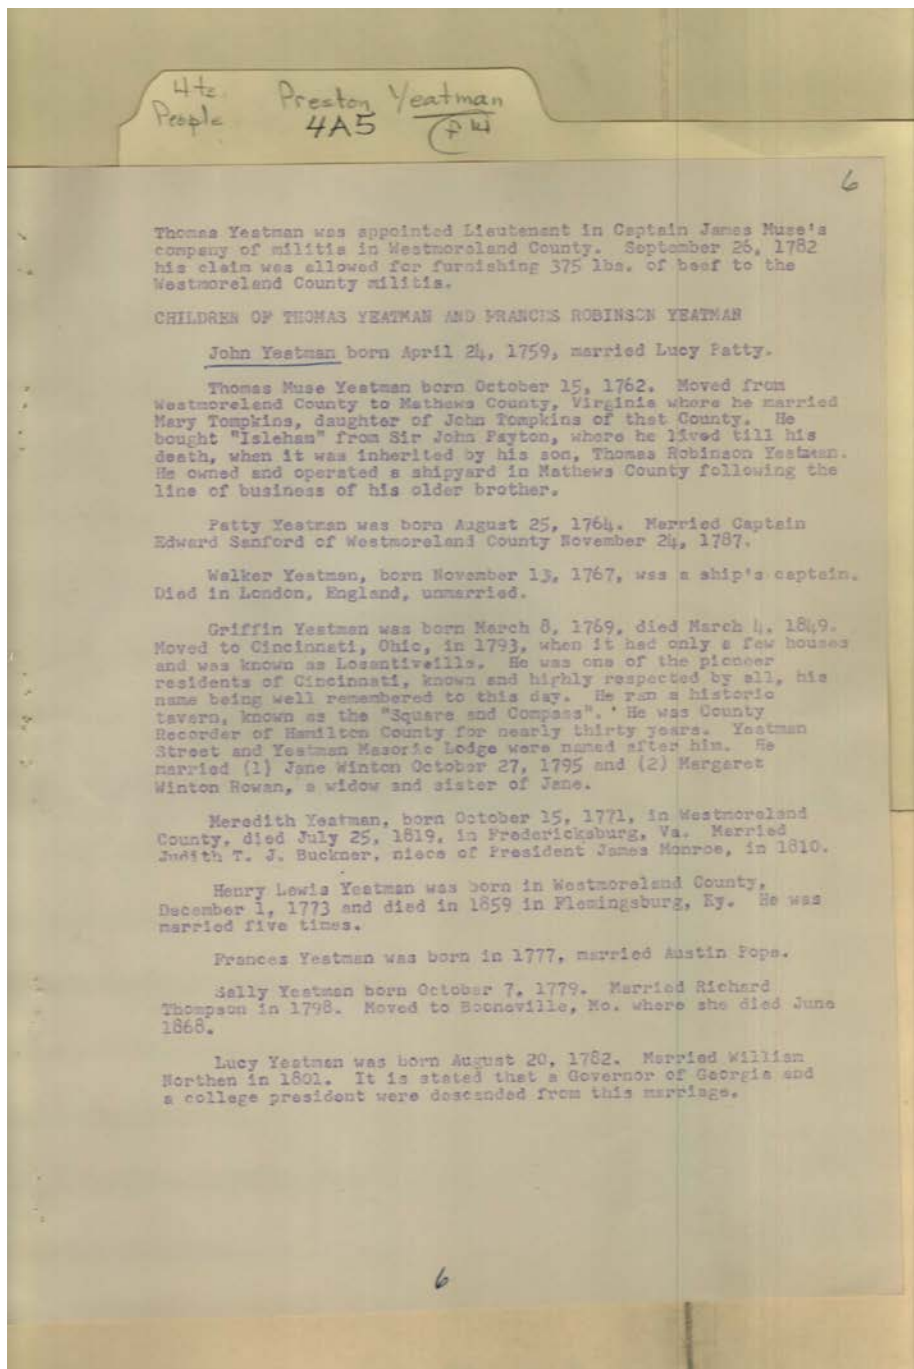 4tz. Preston Yeatman
People 4A5 PW
6
Thomas Yeatman was appointed Lieutenant in Captain James Muse's
company of militia in Westmoreland County. September 26, 1782
his claim was allowed for furnishing 375 lbs. of beef to the
Westmoreland County militia.
CHILDREN OF THOMAS YEATMAN AND FRANCES ROBINSON YEATMAN
John Yeatman born April 24, 1759, married Lucy Patty.
Thomas Muse Yeatman born October 15, 1762. Moved from
Westmoreland County to Mathews County, Virginia where he married
Mary Tompkins, daughter of John Tompkins of that County. He
bought "Isleham" from Sir John Payton, where he lived till his
death, when it was inherited by his son, Thomas Robinson Yeatman.
He owned and operated a shipyard in Mathews County following the
line of business of his older brother.
Patty Yeatman was born August 25, 1764. Married Captain
Edward Sanford of Westmoreland County November 24, 1787.
Walker Yeatman, born November 13, 1767, was a ship's captain.
Died in London, England, unmarried.
Griffin Yeatman was born March 8, 1769, died March 4, 1849.
Moved to Cincinnati, Ohio, in 1793, when it had only a few houses
and was known as Losantiveills. He was one of the pioneer
residents of Cincinnati, known and highly respected by all, his
name being well remembered to this day. He ran a historic
tavern, known as the "Square and Compass". He was County
Recorder of Hamilton County for nearly thirty years. Yeatman
Street and Yeatman Masonic Lodge were named after him. He
married (1) Jane Winton October 27, 1795 and (2) Margaret
Winton Rowan, a widow and sister of Jane.
Meredith Yeatman, born October 15, 1771, in Westmoreland
County, died July 25, 1819, in Fredericksburg, Va. Married
Judith T. J. Buckner, niece of President James Monroe, in 1810.
Henry Lewis Yeatman was born in Westmoreland County,
December 1, 1773 and died in 1859 in Flemingsburg, Ky. He was
married five times.
Frances Yeatman was born in 1777, married Austin Pope.
Sally Yeatman born October 7, 1779. Married Richard
Thompson in 1798. Moved to Booneville, Mo. where she died June
1868.
Lucy Yeatman was born August 20, 1782. Married William
Northen in 1801. It is stated that a Governor of Georgia and
a college president were descended from this marriage.
6